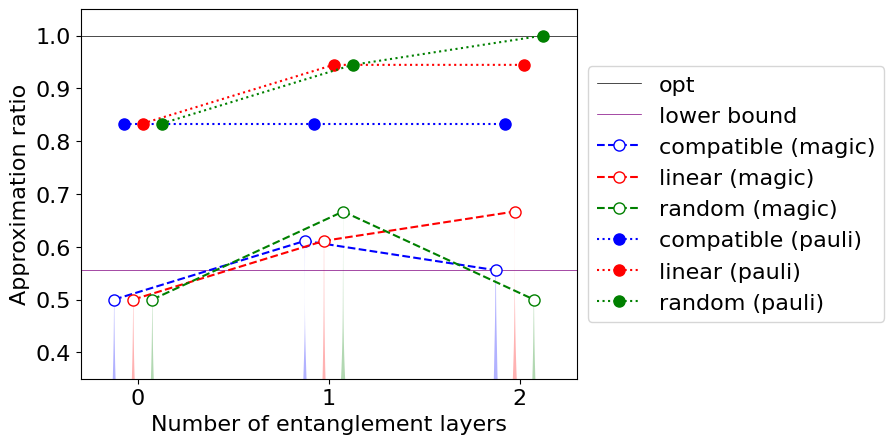 1.0
0.9
0.8
0.7
0.6
0.5
0.4
Approximation ratio
0 1 2
Number of entanglement layers
opt
lower bound
compatible (magic)
linear (magic)
random (magic)
compatible (pauli)
linear (pauli)
random (pauli)